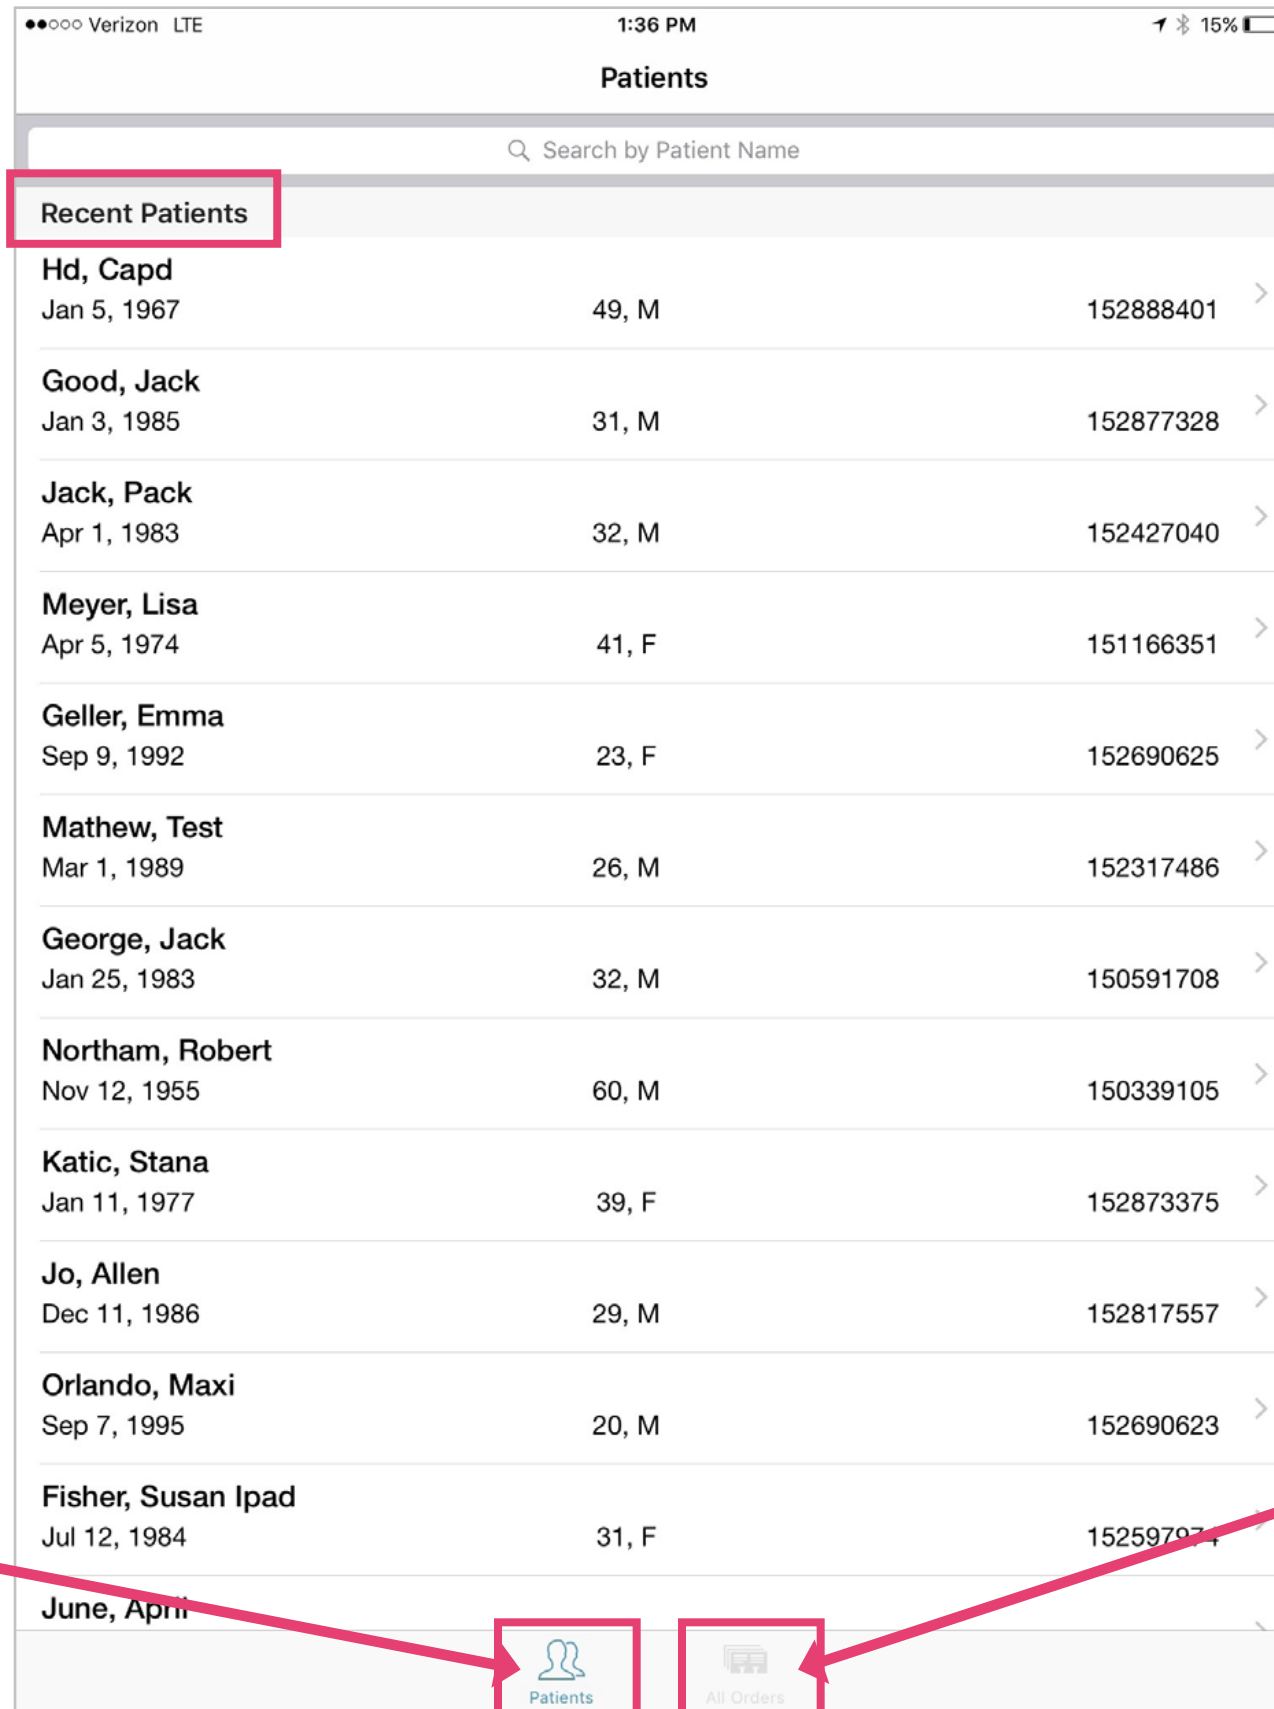 Verizon LTE 1:36 PM 15%
Patients
Search by Patient Name
Recent Patients
Hd, Capd
Jan 5, 1967 49, M 152888401
Good, Jack
Jan 3, 1985 31, M 152877328
Jack, Pack
Apr 1, 1983 32, M 152427040
Meyer, Lisa
Apr 5, 1974 41, F 151166351
Geller, Emma
Sep 9, 1992 23, F 152690625
Mathew, Test
Mar 1, 1989 26, M 152317486
George, Jack
Jan 25, 1983 32, M 150591708
Northam, Robert
Nov 12, 1955 60, M 150339105
Katic, Stana
Jan 11, 1977 39, F 152873375
Jo, Allen
Dec 11, 1986 29, M 152817557
Orlando, Maxi
Sep 7, 1995 20, M 152690623
Fisher, Susan Ipad
Jul 12, 1984 31, F 152597974
June, April
Patients All Orders